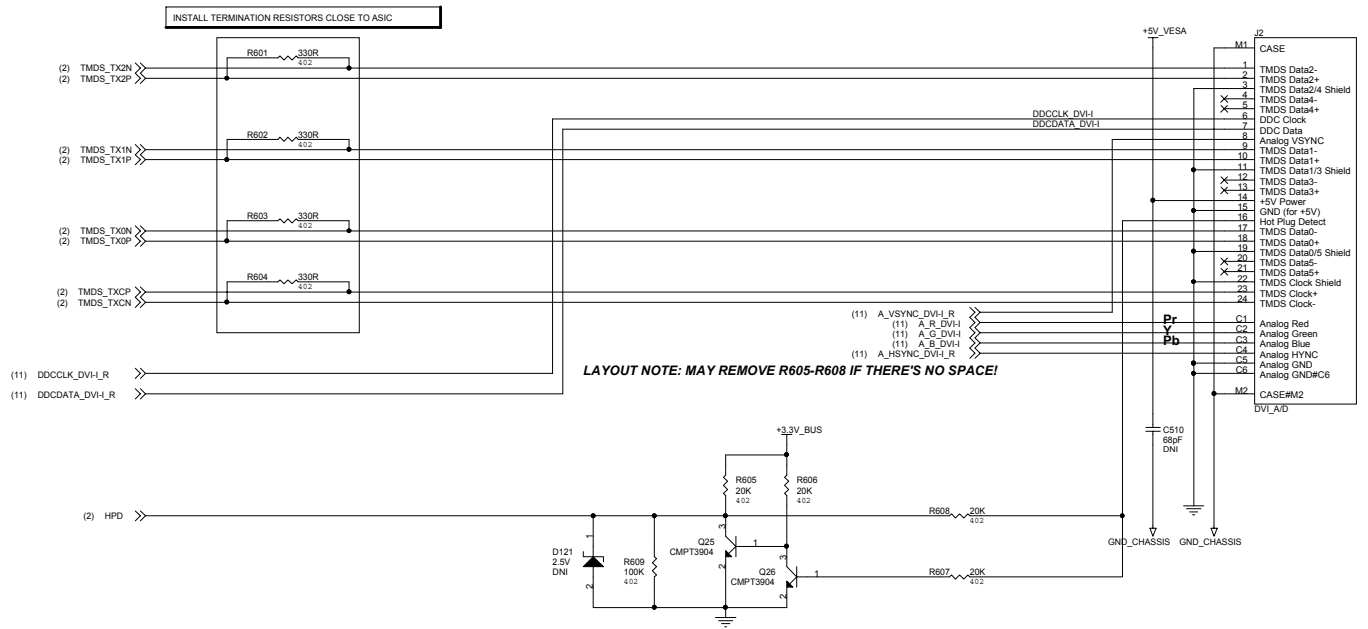 INSTALL TERMINATION RESISTORS CLOSE TO ASIC
R601 330R
402
(2) TMDS_TX2N
(2) TMDS_TX2P
R602 330R
402
(2) TMDS_TX1N
(2) TMDS_TX1P
R603 330R
402
(2) TMDS_TX0N
(2) TMDS_TX0P
R604 330R
402
(2) TMDS_TXCP
(2) TMDS_TXCN
(11) DDCCLK_DVI-I_R
(11) DDCDATA_DVI-I_R
DDCCLK_DVI-I
DDCDATA_DVI-I
(11) A_VSYNC_DVI-I_R
(11) A_R_DVI-I
(11) A_G_DVI-I
(11) A_B_DVI-I
(11) A_HSYNC_DVI-I_R
Pr
Y
Pb
LAYOUT NOTE: MAY REMOVE R605-R608 IF THERE'S NO SPACE!
+5V_VESA
J2
M1 CASE
1 TMDS Data2-
2 TMDS Data2+
3 TMDS Data2/4 Shield
4 TMDS Data4-
5 TMDS Data4+
6 DDC Clock
7 DDC Data
8 Analog VSYNC
9 TMDS Data1-
10 TMDS Data1+
11 TMDS Data1/3 Shield
12 TMDS Data3-
13 TMDS Data3+
14 +5V Power
15 GND (for +5V)
16 Hot Plug Detect
17 TMDS Data0-
18 TMDS Data0+
19 TMDS Data0/5 Shield
20 TMDS Data5-
21 TMDS Data5+
22 TMDS Clock Shield
23 TMDS Clock+
24 TMDS Clock-
C1 Analog Red
C2 Analog Green
C3 Analog Blue
C4 Analog HYNC
C5 Analog GND
C6 Analog GND#C6
M2 CASE#M2
DVI_A/D
C510
68pF
DNI
GND_CHASSIS GND_CHASSIS
+3.3V_BUS
R605
20K
402
R606
20K
402
(2) HPD
R608 20K
402
D121
2.5V
DNI
1
2
R609
100K
402
Q25
CMPT3904
3
1
2
Q26
CMPT3904
3
1
2
R607 20K
402